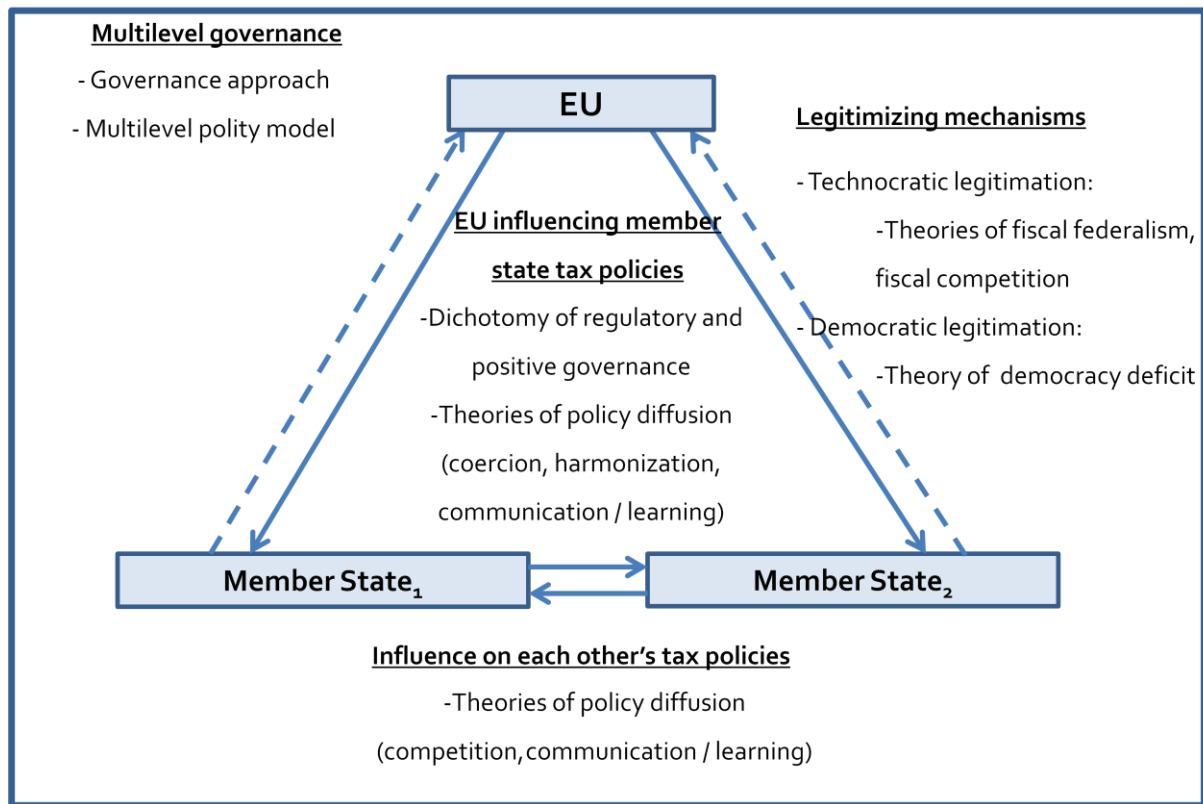 Multilevel governance
- Governance approach
- Multilevel polity model
EU
Legitimizing mechanisms
- Technocratic legitimation:
-Theories of fiscal federalism,
fiscal competition
- Democratic legitimation:
-Theory of democracy deficit
EU influencing member
state tax policies
-Dichotomy of regulatory and
positive governance
-Theories of policy diffusion
(coercion, harmonization,
communication / learning)
Member State₁
Member State₂
Influence on each other's tax policies
-Theories of policy diffusion
(competition, communication / learning)